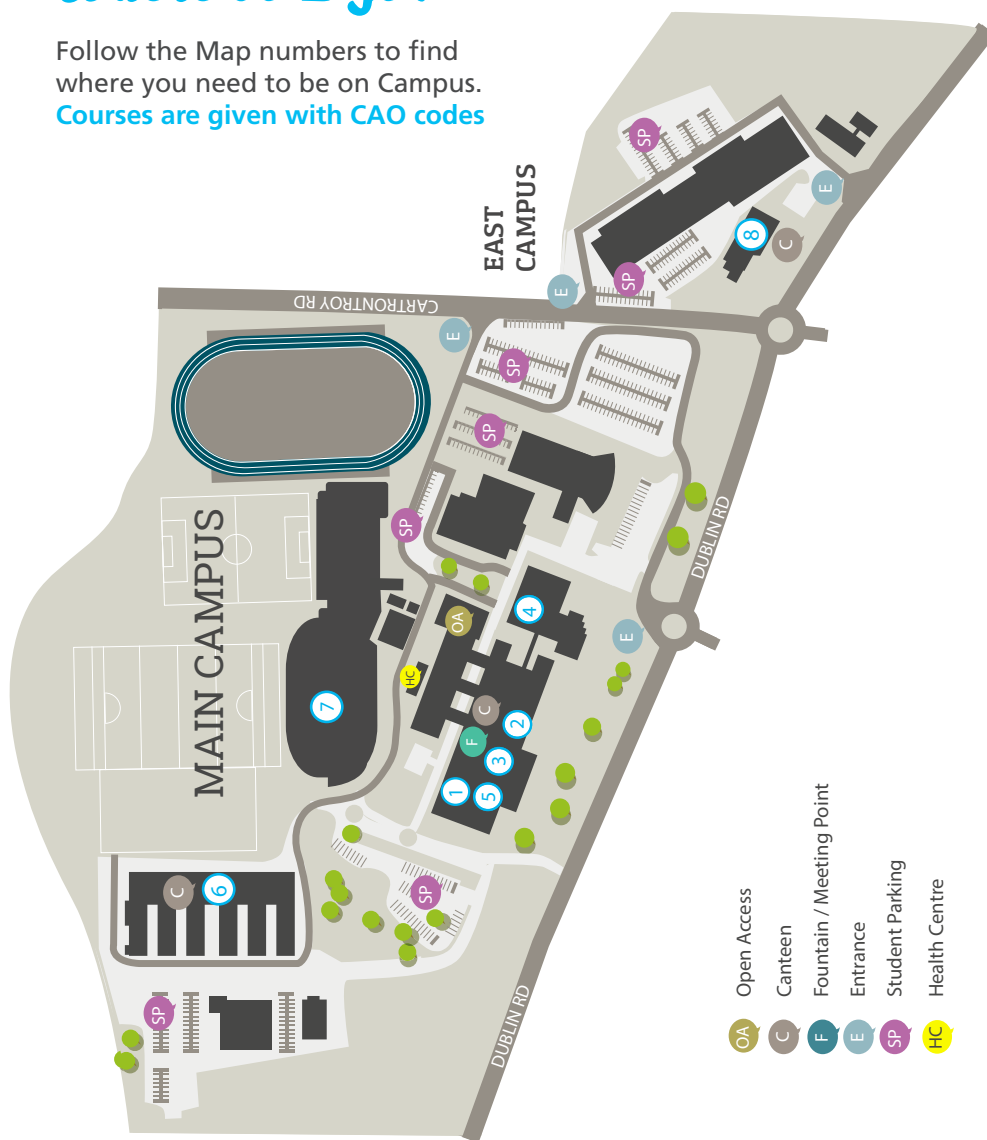 Follow the Map numbers to find
where you need to be on Campus.
Courses are given with CAO codes
EAST
CAMPUS
MAIN CAMPUS
CARTRONTROY RD
DUBLIN RD
DUBLIN RD
SP
E
8
C
SP
E
E
SP
SP
SP
4
OA
E
HC
7
C
2
F
3
1
5
C
6
SP
SP
OA Open Access
C Canteen
F Fountain / Meeting Point
E Entrance
SP Student Parking
HC Health Centre